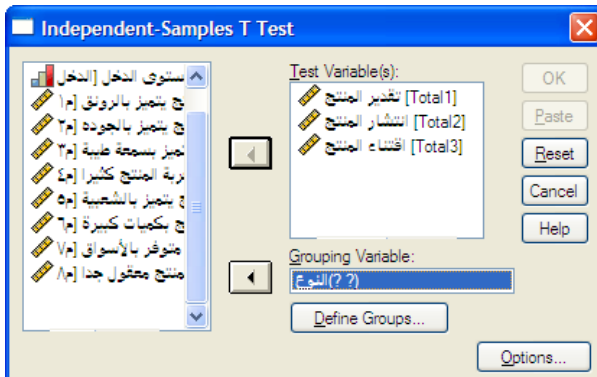 Independent-Samples T Test
مستوى الدخل [الدخل
ج يتميز بالرونق [م١
ج يتميز بالجوده [م٢
تميز بسمعة طيبة [م٣
ربة المنتج كثيرا [م٤
ج يتميز بالشعبية [م٥
ج بكميات كبيرة [م٦
متوفر بالأسواق [م٧
منتج معقول جدا [م٨
Test Variable(s):
تقدير المنتج [Total1]
انتشار المنتج [Total2]
اقتناء المنتج [Total3]
Grouping Variable:
النوع(? ?)
Define Groups...
OK
Paste
Reset
Cancel
Help
Options...